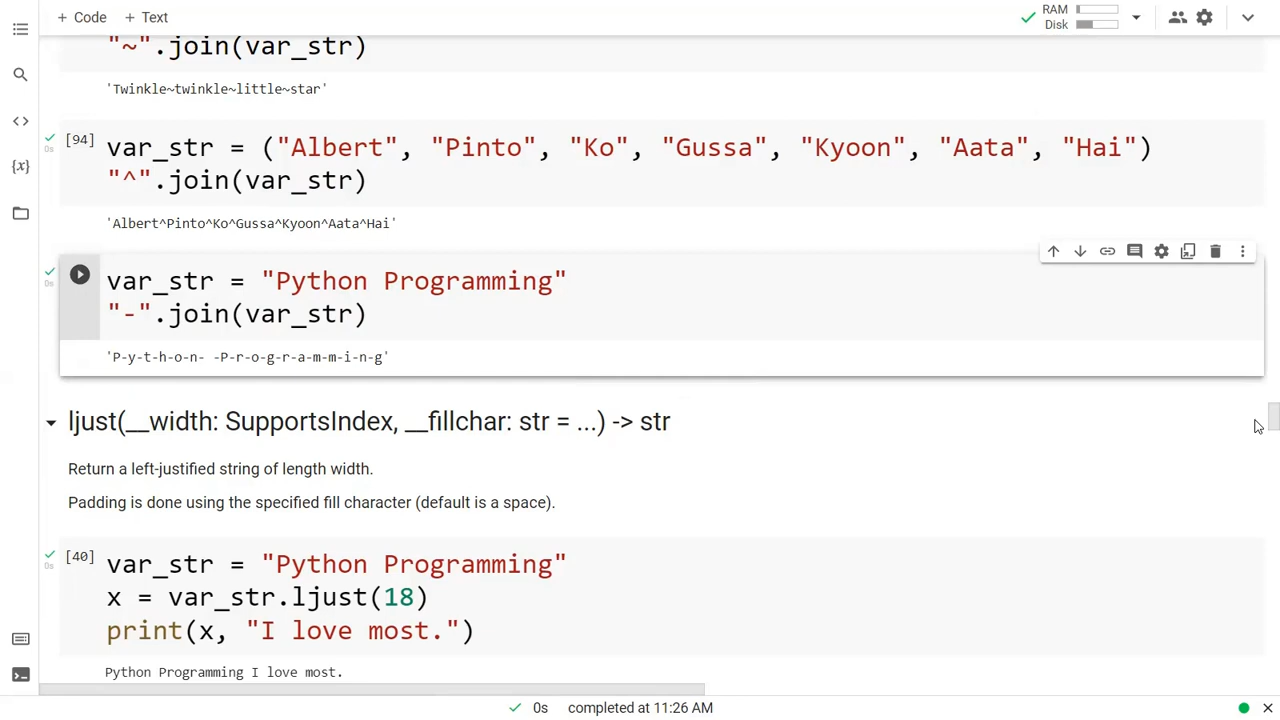 + Code + Text
RAM
Disk
"~".join(var_str)
'Twinkle~twinkle~little~star'
0s
[94]
var_str = ("Albert", "Pinto", "Ko", "Gussa", "Kyoon", "Aata", "Hai")
"^".join(var_str)
'Albert^Pinto^Ko^Gussa^Kyoon^Aata^Hai'
0s
var_str = "Python Programming"
"-".join(var_str)
'P-y-t-h-o-n- -P-r-o-g-r-a-m-m-i-n-g'
ljust(__width: SupportsIndex, __fillchar: str = ...) -> str
Return a left-justified string of length width.
Padding is done using the specified fill character (default is a space).
0s
[40]
var_str = "Python Programming"
x = var_str.ljust(18)
print(x, "I love most.")
Python Programming I love most.
0s completed at 11:26 AM